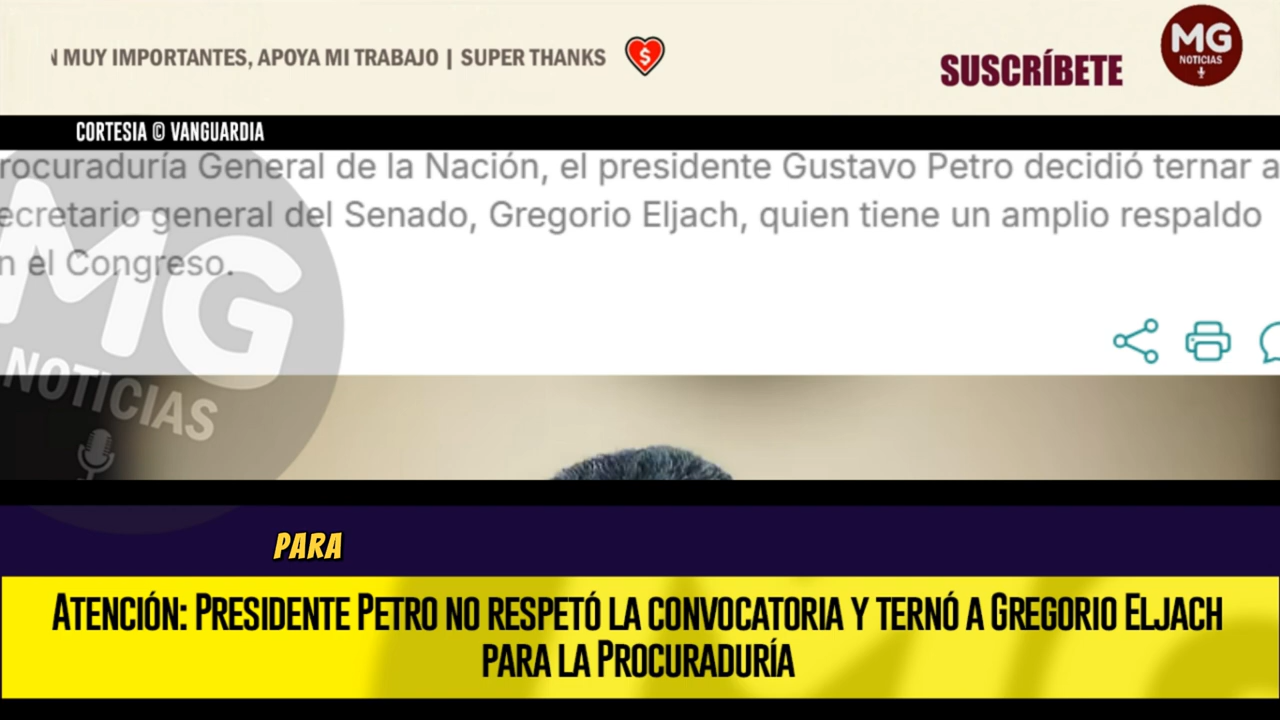 N MUY IMPORTANTES, APOYA MI TRABAJO | SUPER THANKS
SUSCRÍBETE
MG
NOTICIAS
CORTESIA © VANGUARDIA
rocuraduría General de la Nación, el presidente Gustavo Petro decidió ternar a
ecretario general del Senado, Gregorio Eljach, quien tiene un amplio respaldo
n el Congreso.
MG
NOTICIAS
PARA
ATENCIÓN: PRESIDENTE PETRO NO RESPETÓ LA CONVOCATORIA Y TERNÓ A GREGORIO ELJACH
PARA LA PROCURADURÍA